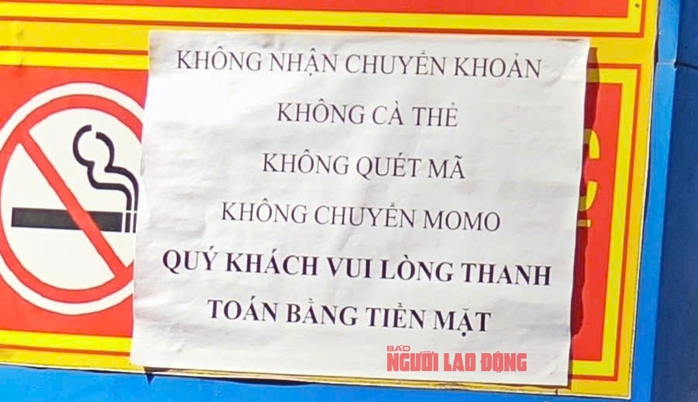 KHÔNG NHẬN CHUYỂN KHOẢN
KHÔNG CÀ THẺ
KHÔNG QUÉT MÃ
KHÔNG CHUYỂN MOMO
QUÝ KHÁCH VUI LÒNG THANH
TOÁN BẰNG TIỀN MẶT
BÁO
NGƯỜI LAO ĐỘNG